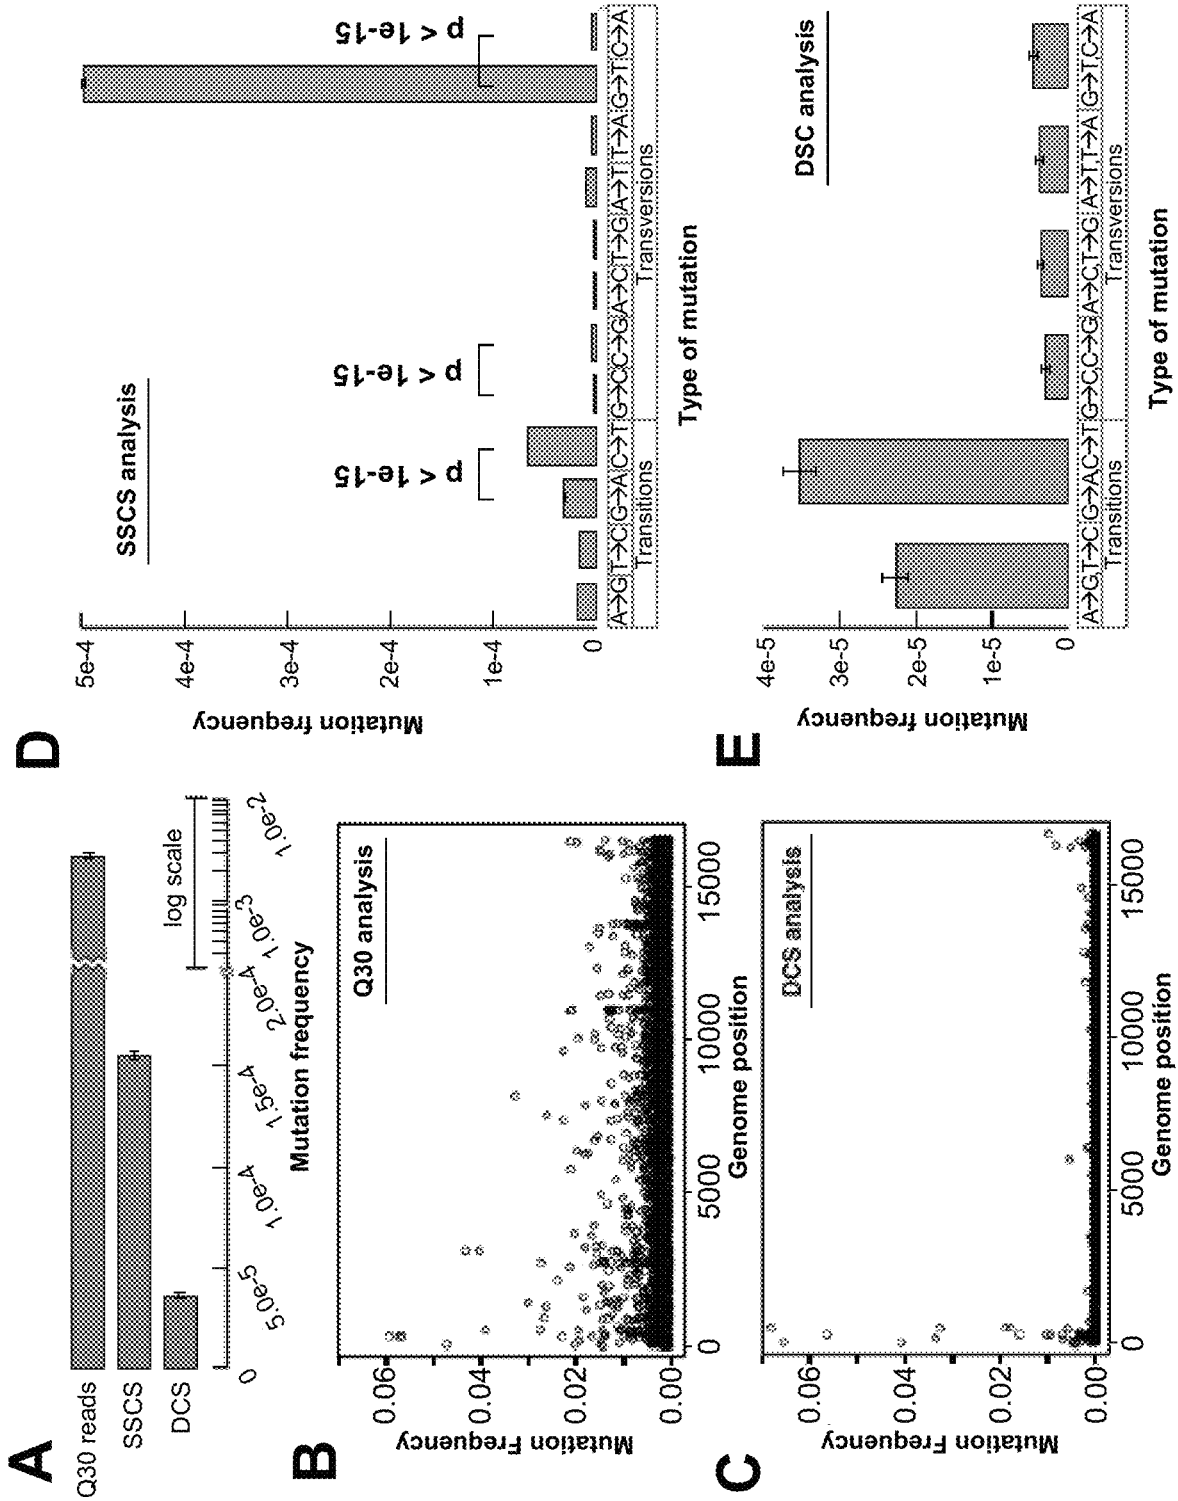 A
Q30 reads
SSCS
DCS
0
5.0e-5
1.0e-4
1.5e-4
2.0e-4
1.0e-3
1.0e-2
log scale
Mutation frequency
B
Q30 analysis
Mutation Frequency
0.06
0.04
0.02
0.00
0
5000
10000
15000
Genome position
C
DCS analysis
Mutation Frequency
0.06
0.04
0.02
0.00
0
5000
10000
15000
Genome position
D
SSCS analysis
Mutation frequency
5e-4
4e-4
3e-4
2e-4
1e-4
0
p < 1e-15
p < 1e-15
p < 1e-15
A→G T→C G→A C→T G→C C→G A→C T→G A→T T→A G→T C→A
Transitions
Transversions
Type of mutation
E
DSC analysis
Mutation frequency
4e-5
3e-5
2e-5
1e-5
0
A→G T→C G→A C→T G→C C→G A→C T→G A→T T→A G→T C→A
Transitions
Transversions
Type of mutation